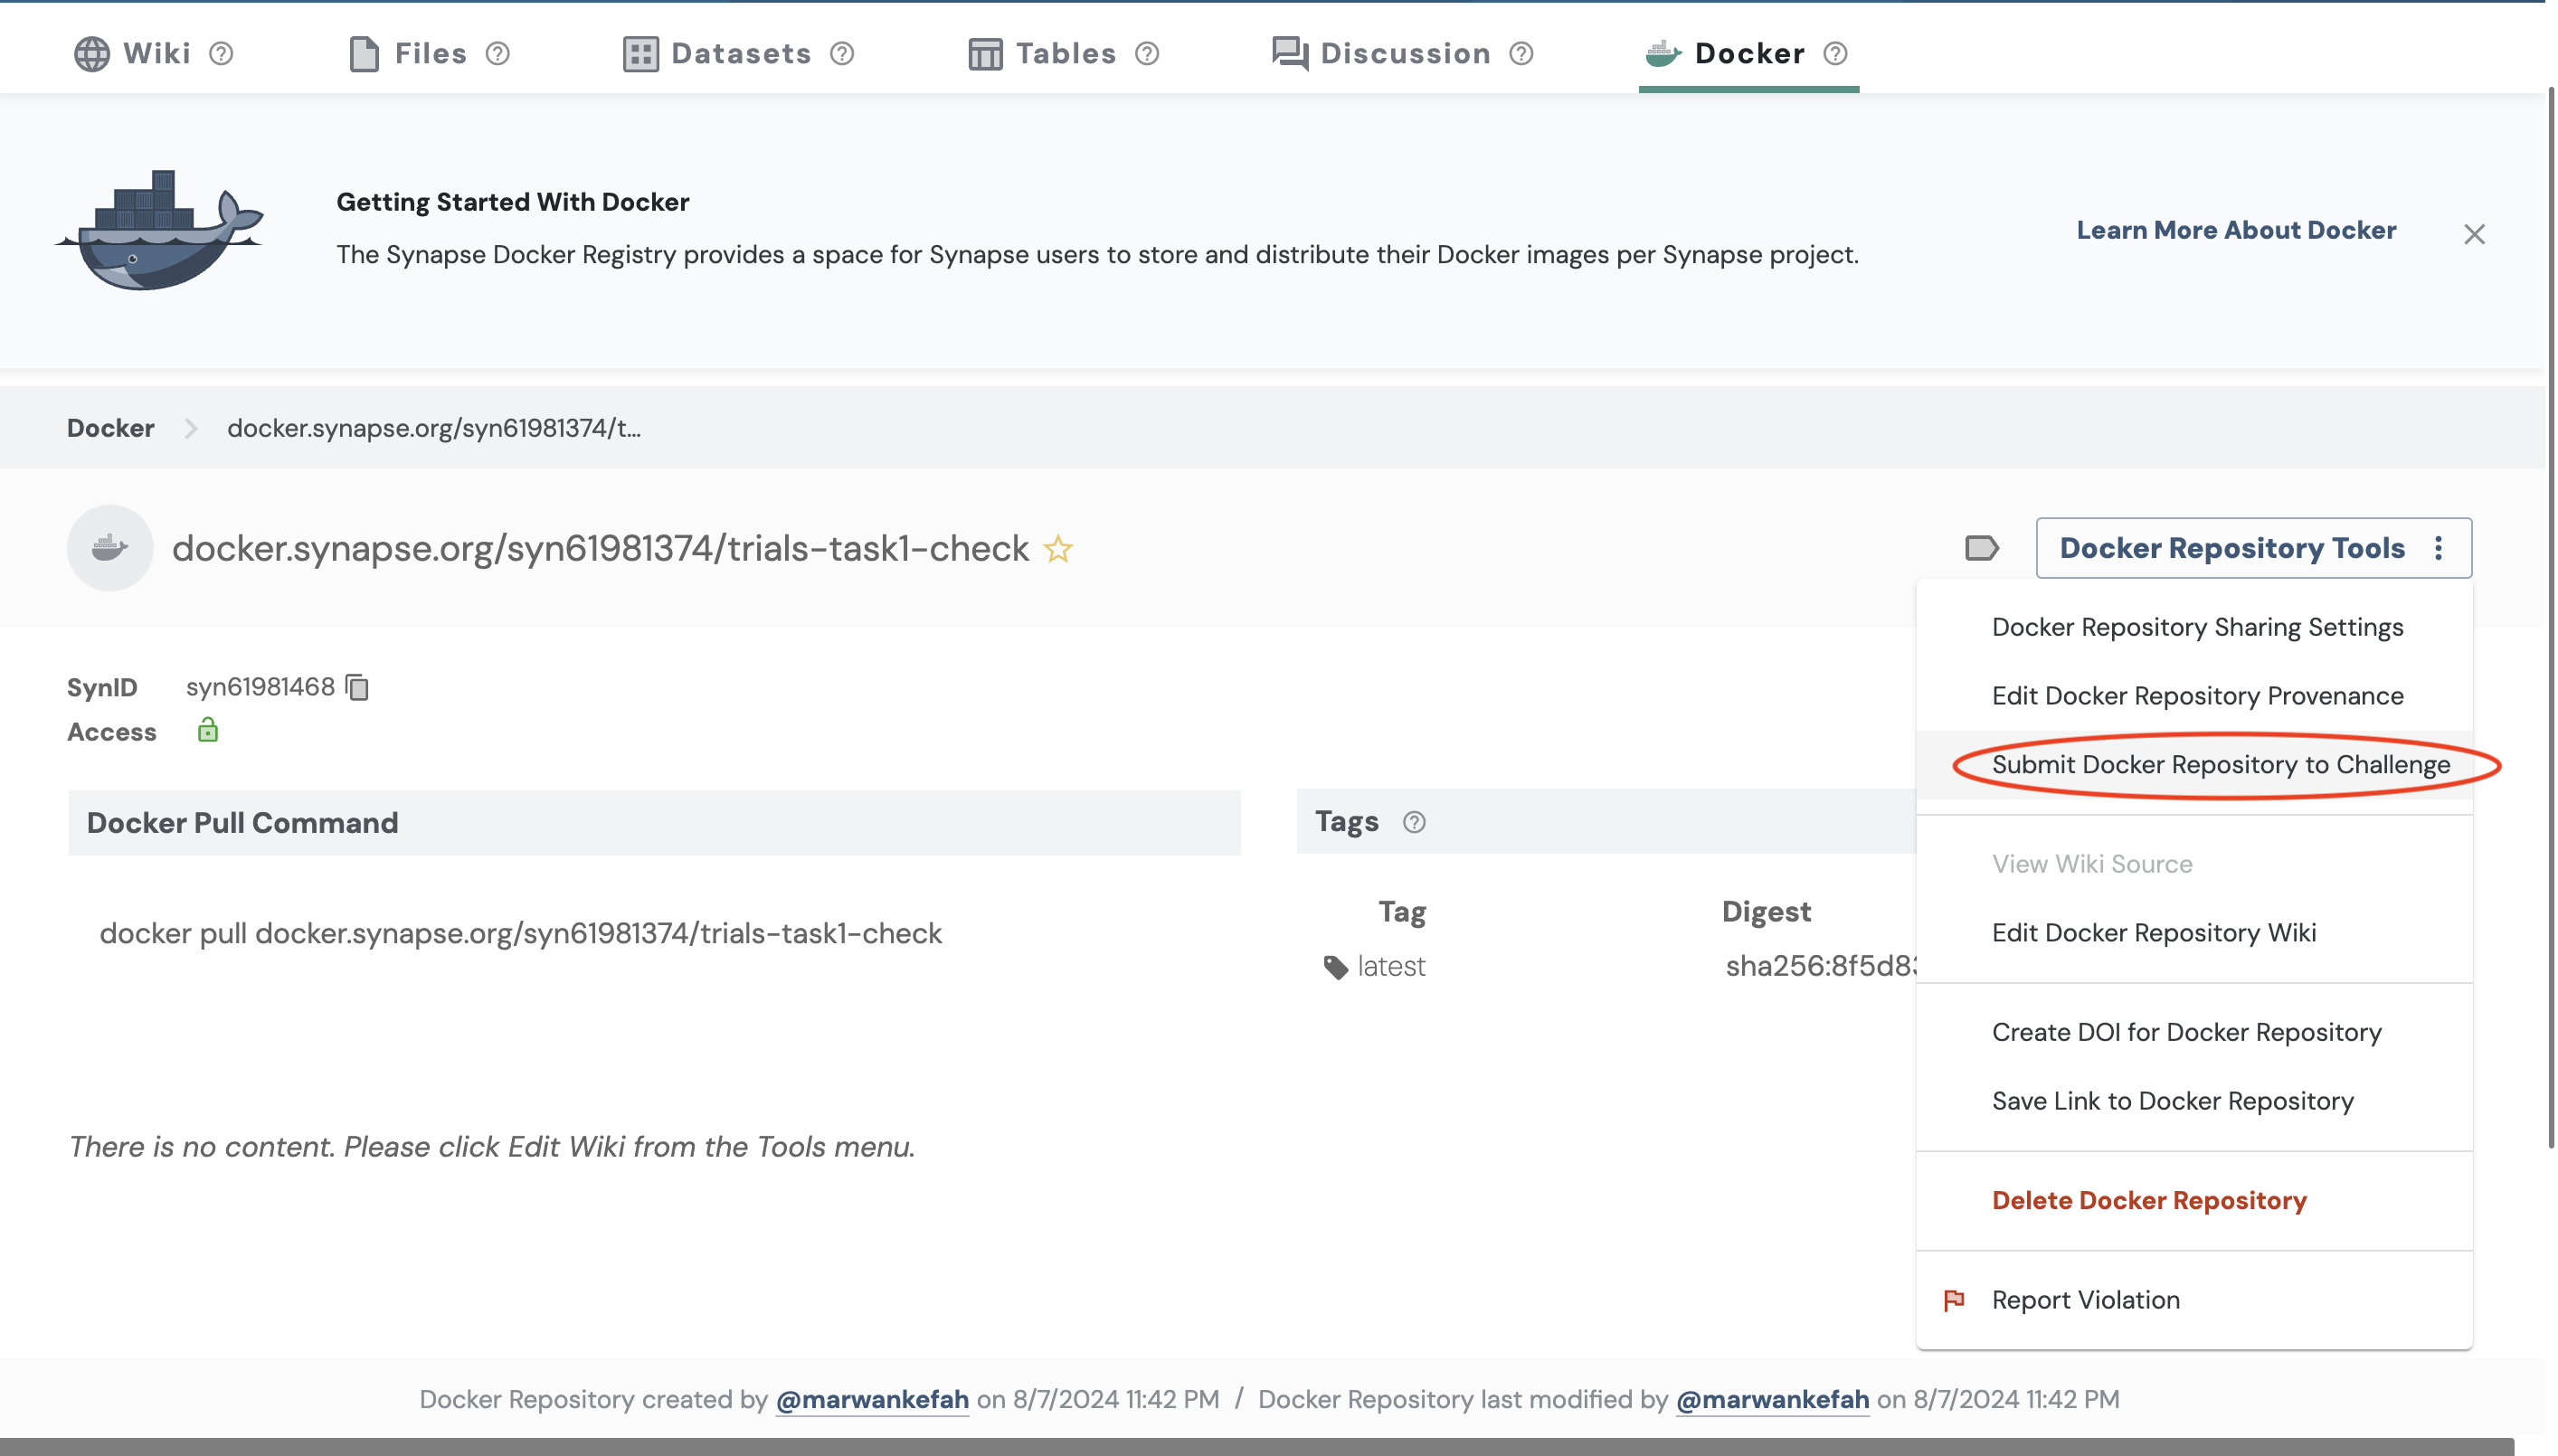 Wiki
Files
Datasets
Tables
Discussion
Docker
Getting Started With Docker
The Synapse Docker Registry provides a space for Synapse users to store and distribute their Docker images per Synapse project.
Learn More About Docker
Docker
docker.synapse.org/syn61981374/t...
docker.synapse.org/syn61981374/trials-task1-check
Docker Repository Tools
Docker Repository Sharing Settings
Edit Docker Repository Provenance
Submit Docker Repository to Challenge
View Wiki Source
Edit Docker Repository Wiki
Create DOI for Docker Repository
Save Link to Docker Repository
Delete Docker Repository
Report Violation
SynID syn61981468
Access
Docker Pull Command
docker pull docker.synapse.org/syn61981374/trials-task1-check
Tags
Tag Digest
latest sha256:8f5d83
There is no content. Please click Edit Wiki from the Tools menu.
Docker Repository created by @marwankefah on 8/7/2024 11:42 PM / Docker Repository last modified by @marwankefah on 8/7/2024 11:42 PM